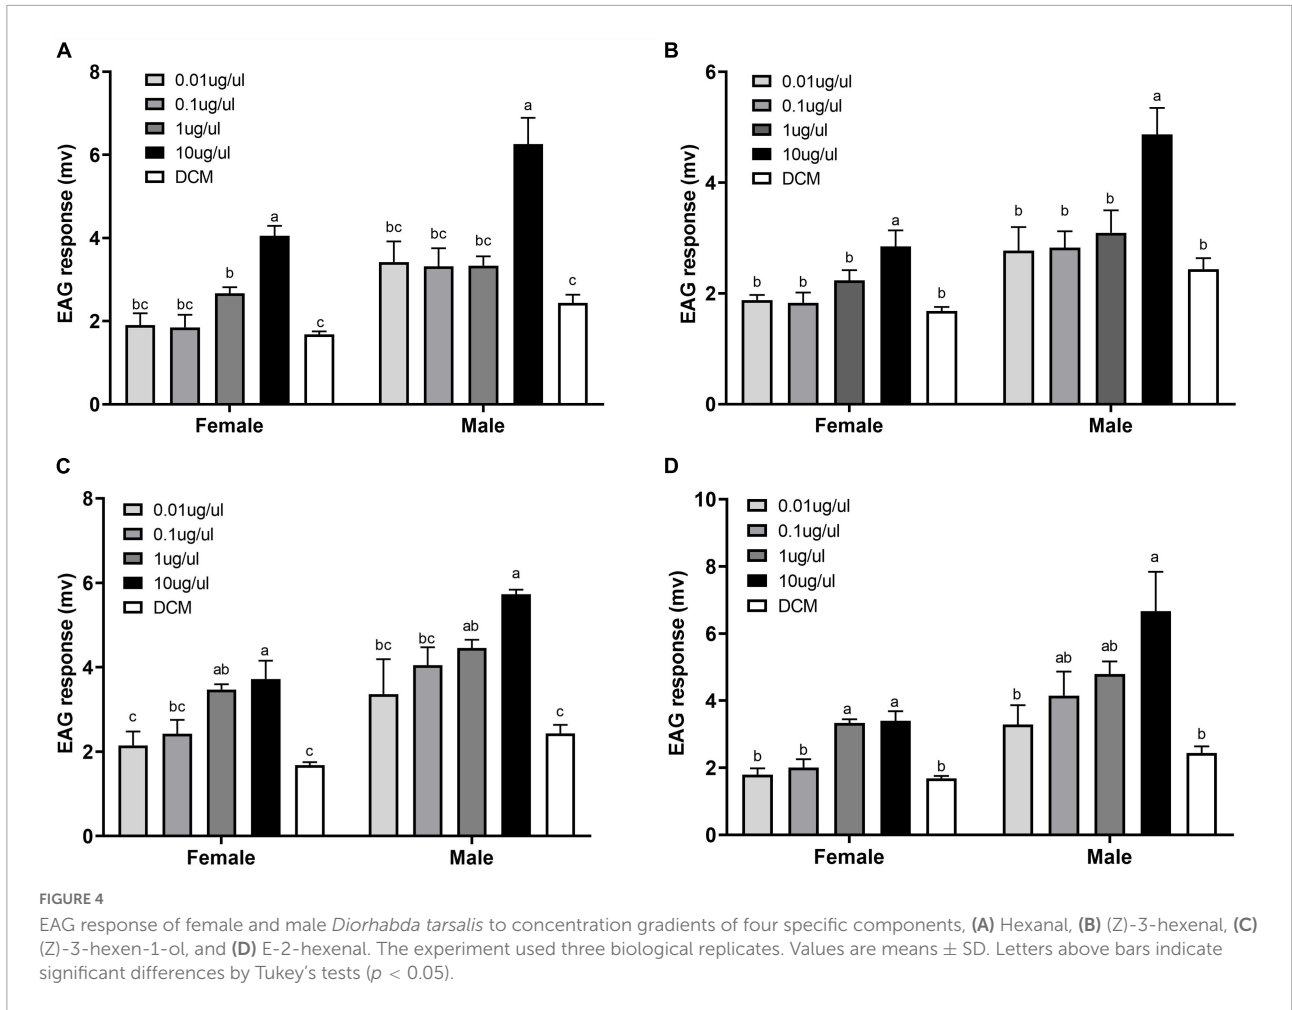 A
8
6
4
2
0
EAG response (mv)
0.01ug/ul
0.1ug/ul
1ug/ul
10ug/ul
DCM
bc
bc
b
a
c
bc
bc
bc
a
c
Female
Male
B
6
4
2
0
EAG response (mv)
0.01ug/ul
0.1ug/ul
1ug/ul
10ug/ul
DCM
b
b
b
a
b
b
b
b
a
b
Female
Male
C
8
6
4
2
0
EAG response (mv)
0.01ug/ul
0.1ug/ul
1ug/ul
10ug/ul
DCM
c
bc
ab
a
c
bc
bc
ab
a
c
Female
Male
D
10
8
6
4
2
0
EAG response (mv)
0.01ug/ul
0.1ug/ul
1ug/ul
10ug/ul
DCM
b
b
a
a
b
b
ab
ab
a
b
Female
Male
FIGURE 4
EAG response of female and male Diorhabda tarsalis to concentration gradients of four specific components, (A) Hexanal, (B) (Z)-3-hexenal, (C)
(Z)-3-hexen-1-ol, and (D) E-2-hexenal. The experiment used three biological replicates. Values are means ± SD. Letters above bars indicate
significant differences by Tukey's tests (p < 0.05).